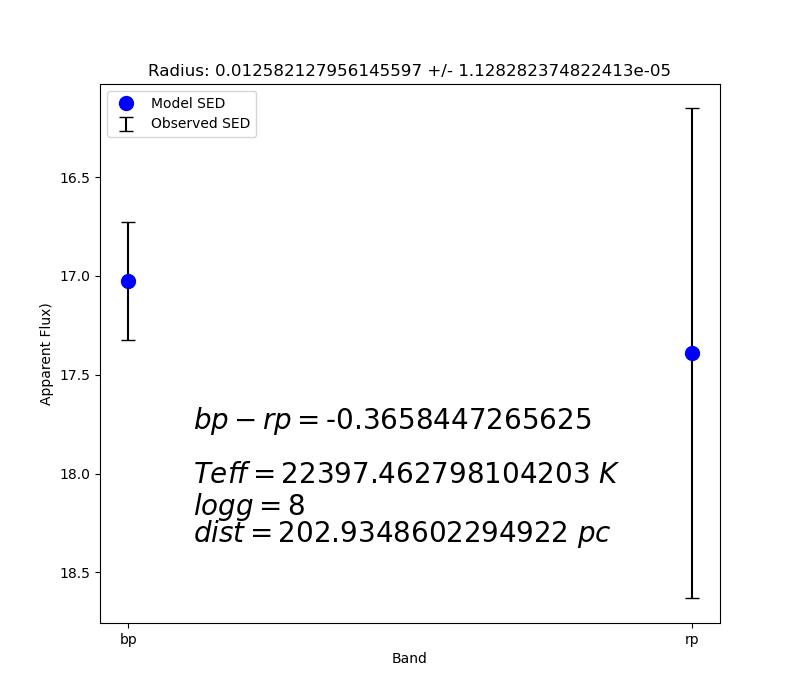 Radius: 0.012582127956145597 +/- 1.128282374822413e-05
Model SED
Observed SED
16.5
17.0
17.5
18.0
18.5
Apparent Flux)
bp − rp = -0.3658447265625
Teff = 22397.462798104203 K
logg = 8
dist = 202.9348602294922 pc
bp
rp
Band